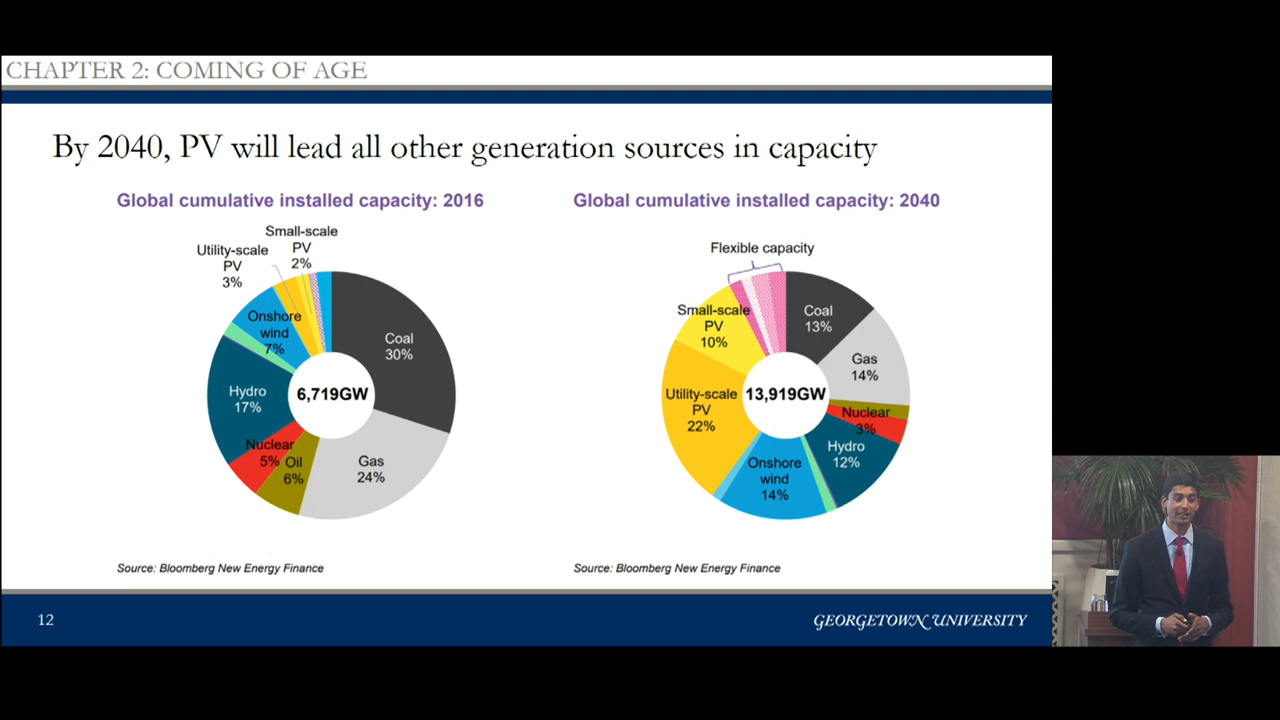 CHAPTER 2: COMING OF AGE
By 2040, PV will lead all other generation sources in capacity
Global cumulative installed capacity: 2016
Small-scale
PV
2%
Utility-scale
PV
3%
Onshore
wind
7%
Coal
30%
Hydro
17%
6,719GW
Nuclear
5%
Oil
6%
Gas
24%
Source: Bloomberg New Energy Finance
Global cumulative installed capacity: 2040
Flexible capacity
Small-scale
PV
10%
Coal
13%
Gas
14%
Utility-scale
PV
22%
13,919GW
Nuclear
3%
Hydro
12%
Onshore
wind
14%
Source: Bloomberg New Energy Finance
12
GEORGETOWN UNIVERSITY